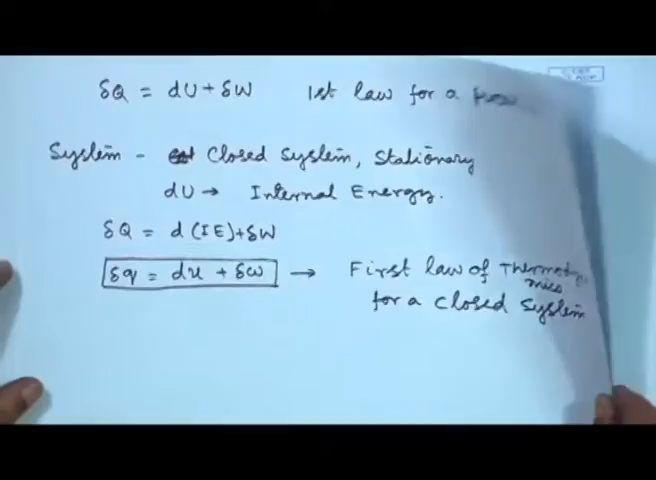 δQ = dU + δW 1st law for a
System - Closed System, Stationary
dU → Internal Energy.
δQ = d(IE) + δW
δq = du + δw → First law of Thermodynamics
for a closed system